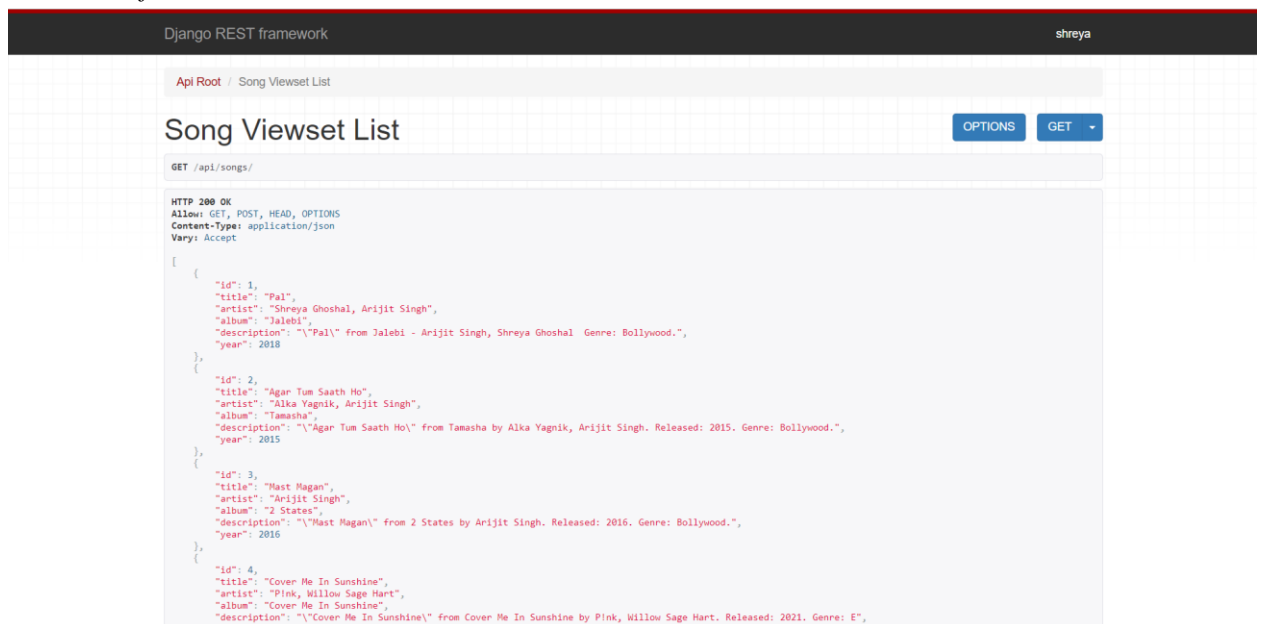 Django REST framework shreya
Api Root / Song Viewset List
Song Viewset List OPTIONS GET
GET /api/songs/
HTTP 200 OK
Allow: GET, POST, HEAD, OPTIONS
Content-Type: application/json
Vary: Accept
[
{
"id": 1,
"title": "Pal",
"artist": "Shreya Ghoshal, Arijit Singh",
"album": "Jalebi",
"description": "\"Pal\" from Jalebi - Arijit Singh, Shreya Ghoshal  Genre: Bollywood.",
"year": 2018
},
{
"id": 2,
"title": "Agar Tum Saath Ho",
"artist": "Alka Yagnik, Arijit Singh",
"album": "Tamasha",
"description": "\"Agar Tum Saath Ho\" from Tamasha by Alka Yagnik, Arijit Singh. Released: 2015. Genre: Bollywood.",
"year": 2015
},
{
"id": 3,
"title": "Mast Magan",
"artist": "Arijit Singh",
"album": "2 States",
"description": "\"Mast Magan\" from 2 States by Arijit Singh. Released: 2016. Genre: Bollywood.",
"year": 2016
},
{
"id": 4,
"title": "Cover Me In Sunshine",
"artist": "P!nk, Willow Sage Hart",
"album": "Cover Me In Sunshine",
"description": "\"Cover Me In Sunshine\" from Cover Me In Sunshine by P!nk, Willow Sage Hart. Released: 2021. Genre: E",